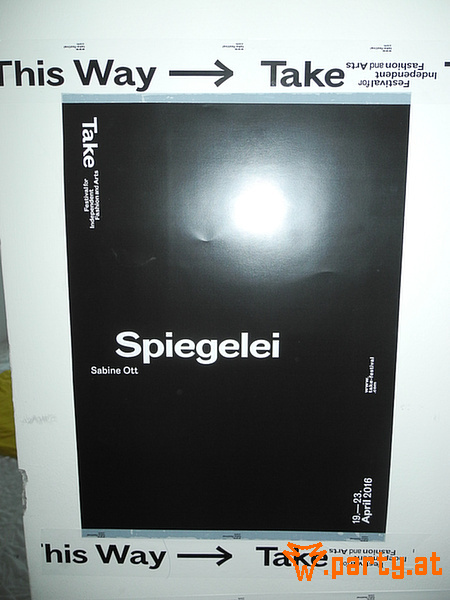 This Way → Take
Festival for
Independent
Fashion and Arts
Take
Festival for
Independent
Fashion and Arts
Spiegelei
Sabine Ott
www.
take-festival
.com
19.—23.
April 2016
This Way → Take
and Arts
party.at